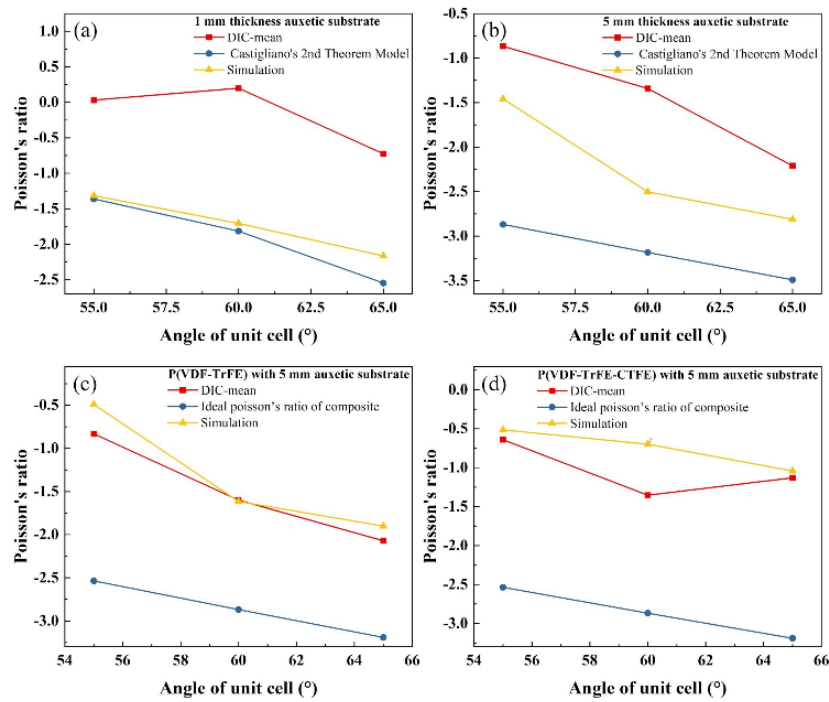 (a)
1 mm thickness auxetic substrate
DIC-mean
Castigliano's 2nd Theorem Model
Simulation
1.0
0.5
0.0
-0.5
-1.0
-1.5
-2.0
-2.5
Poisson's ratio
55.0 57.5 60.0 62.5 65.0
Angle of unit cell (°)
(b)
5 mm thickness auxetic substrate
DIC-mean
Castigliano's 2nd Theorem Model
Simulation
-0.5
-1.0
-1.5
-2.0
-2.5
-3.0
-3.5
Poisson's ratio
55.0 57.5 60.0 62.5 65.0
Angle of unit cell (°)
(c)
P(VDF-TrFE) with 5 mm auxetic substrate
DIC-mean
Ideal poisson's ratio of composite
Simulation
-0.5
-1.0
-1.5
-2.0
-2.5
-3.0
Poisson's ratio
54 56 58 60 62 64 66
Angle of unit cell (°)
(d)
P(VDF-TrFE-CTFE) with 5 mm auxetic substrate
DIC-mean
Ideal poisson's ratio of composite
Simulation
0.0
-0.5
-1.0
-1.5
-2.0
-2.5
-3.0
Poisson's ratio
54 56 58 60 62 64 66
Angle of unit cell (°)